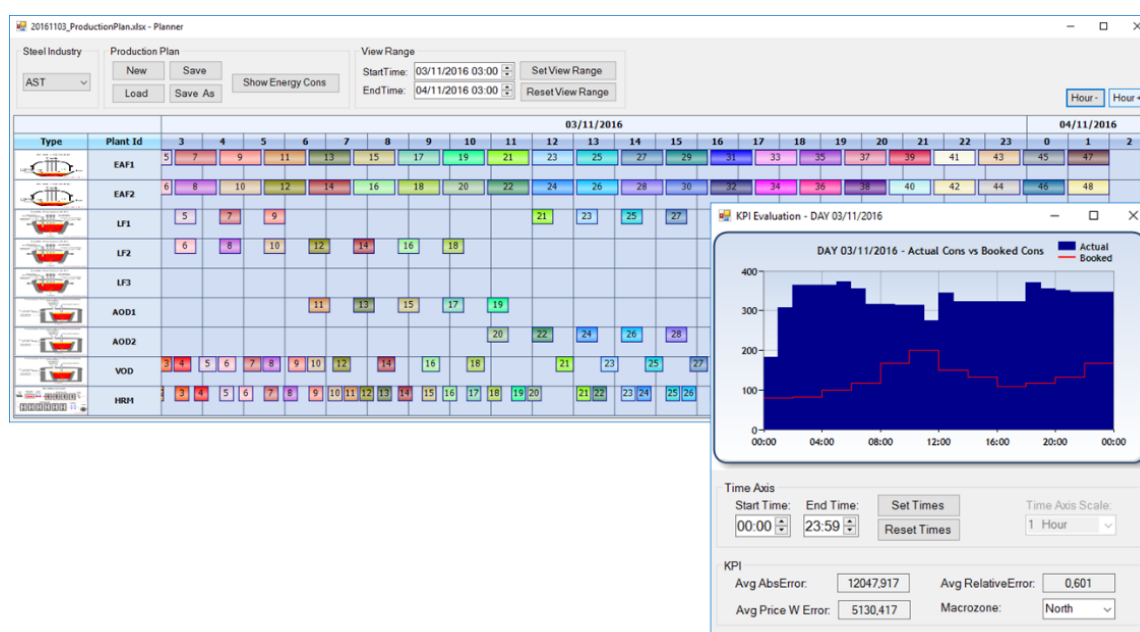 20161103_ProductionPlan.xlsx - Planner
Steel Industry
Production Plan
View Range
AST
New
Save
Show Energy Cons
Load
Save As
StartTime: 03/11/2016 03:00
Set View Range
EndTime: 04/11/2016 03:00
Reset View Range
Hour -
Hour +
03/11/2016
04/11/2016
Type Plant Id 3 4 5 6 7 8 9 10 11 12 13 14 15 16 17 18 19 20 21 22 23 0 1 2
EAF1 5 7 9 11 13 15 17 19 21 23 25 27 29 31 33 35 37 39 41 43 45 47
EAF2 6 8 10 12 14 16 18 20 22 24 26 28 30 32 34 36 38 40 42 44 46 48
LF1 5 7 9 21 23 25 27
LF2 6 8 10 12 14 16 18
LF3
AOD1 11 13 15 17 19
AOD2 20 22 24 26 28
VOD 3 4 5 6 7 8 9 10 12 14 16 18 21 23 25 27
HRM 3 4 5 6 7 8 9 10 11 12 13 14 15 16 17 18 19 20 21 22 23 24 25 26
KPI Evaluation - DAY 03/11/2016
DAY 03/11/2016 - Actual Cons vs Booked Cons
Actual
Booked
400
300
200
100
0
00:00 04:00 08:00 12:00 16:00 20:00 00:00
Time Axis
Start Time:
End Time:
Set Times
Time Axis Scale:
00:00
23:59
Reset Times
1 Hour
KPI
Avg AbsError: 12047,917
Avg RelativeError: 0,601
Avg Price W Error: 5130,417
Macrozone: North